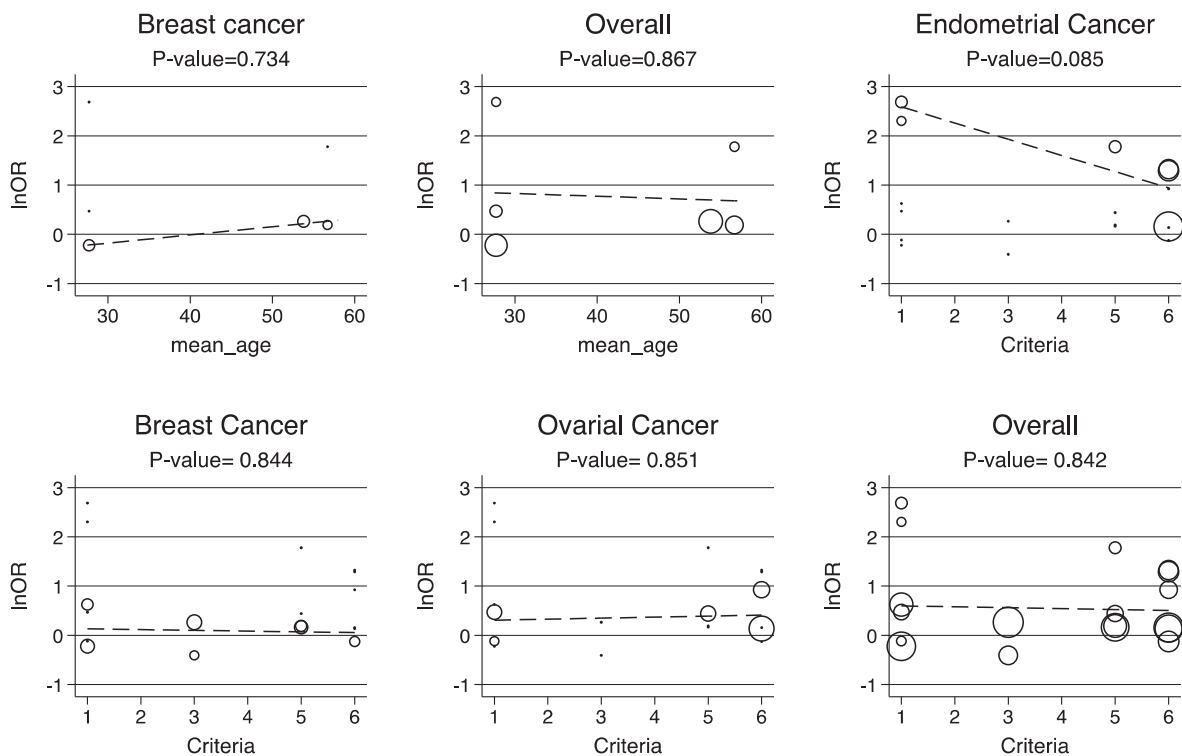 Breast cancer
P-value=0.734
lnOR
3
2
1
0
-1
30 40 50 60
mean_age
Overall
P-value=0.867
lnOR
3
2
1
0
-1
30 40 50 60
mean_age
Endometrial Cancer
P-value=0.085
lnOR
3
2
1
0
-1
1 2 3 4 5 6
Criteria
Breast Cancer
P-value= 0.844
lnOR
3
2
1
0
-1
1 2 3 4 5 6
Criteria
Ovarial Cancer
P-value= 0.851
lnOR
3
2
1
0
-1
1 2 3 4 5 6
Criteria
Overall
P-value= 0.842
lnOR
3
2
1
0
-1
1 2 3 4 5 6
Criteria